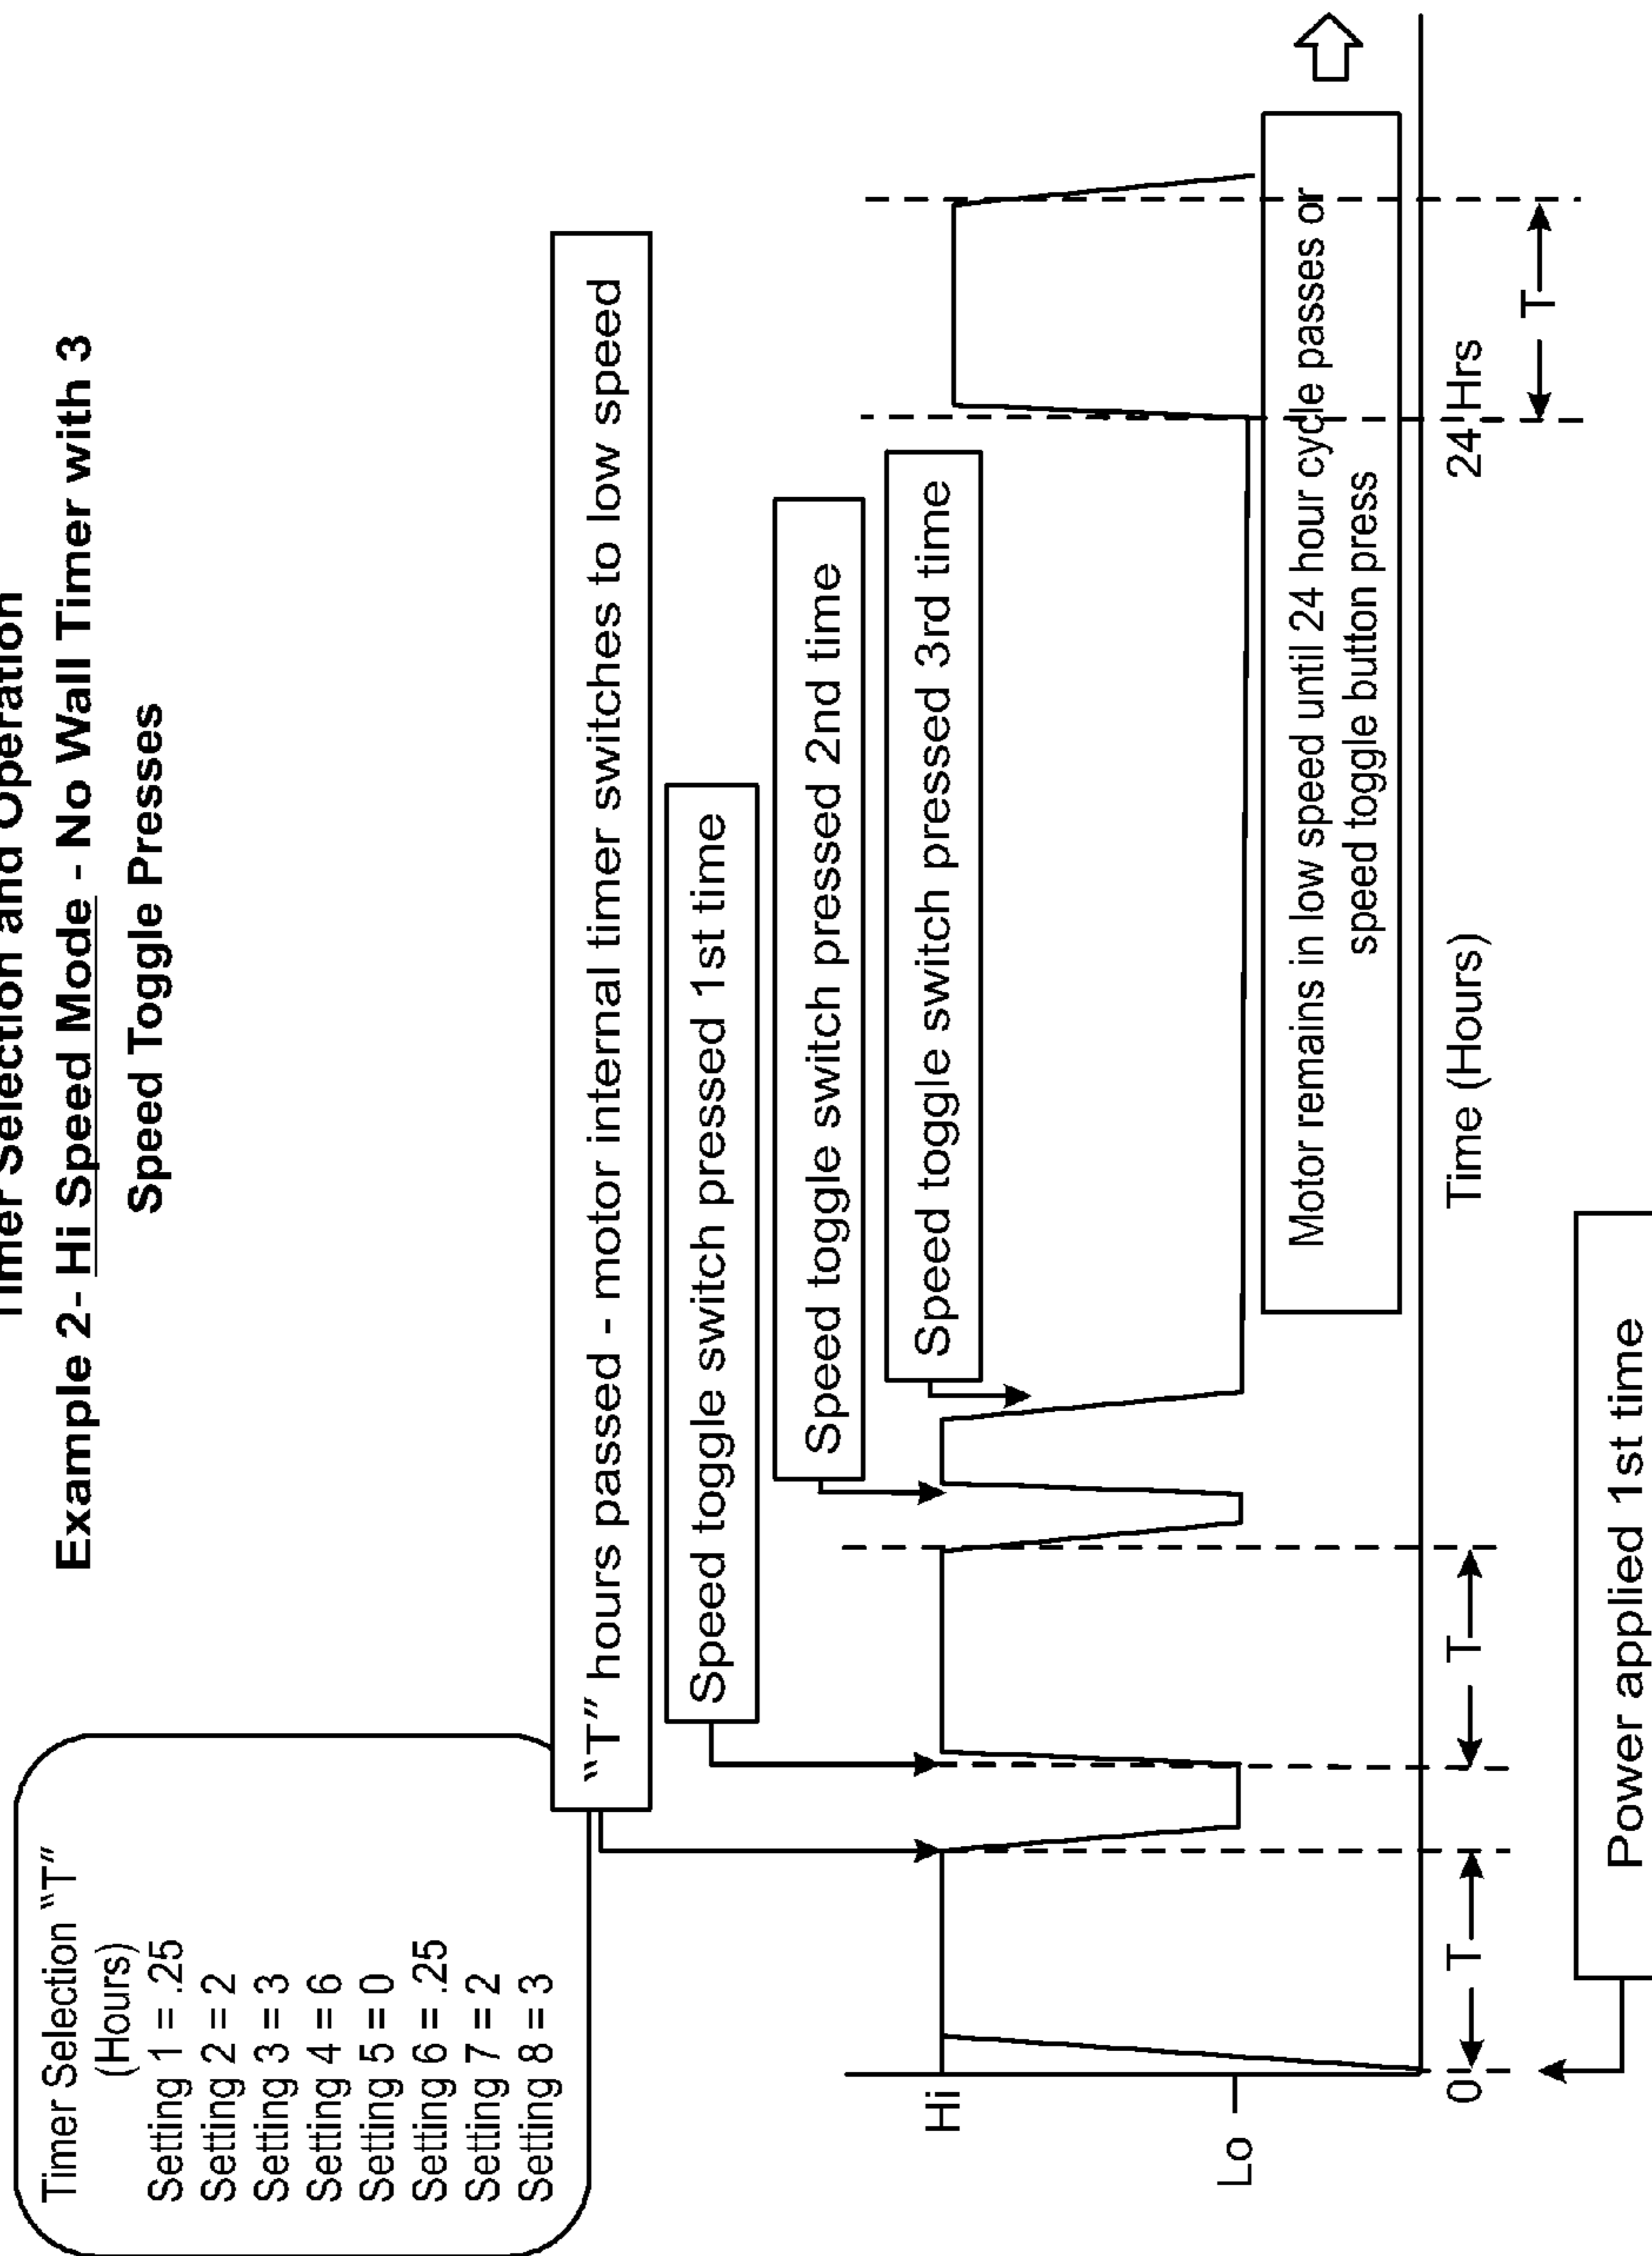 Timer Selection and Operation
Example 2- Hi Speed Mode - No Wall Timer with 3
Speed Toggle Presses
Timer Selection “T”
(Hours)
Setting 1 = .25
Setting 2 = 2
Setting 3 = 3
Setting 4 = 6
Setting 5 = 0
Setting 6 = .25
Setting 7 = 2
Setting 8 = 3
“T” hours passed - motor internal timer switches to low speed
Speed toggle switch pressed 1st time
Speed toggle switch pressed 2nd time
Speed toggle switch pressed 3rd time
Hi
Lo
Motor remains in low speed until 24 hour cycle passes or
speed toggle button press
0
T
T
Time (Hours)
24 Hrs
T
Power applied 1st time